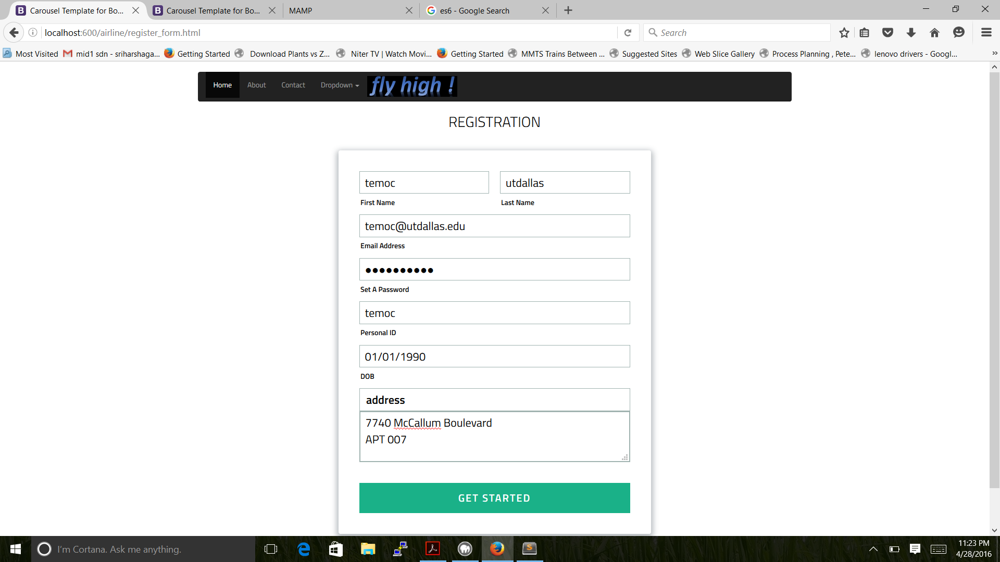 Carousel Template for Bo...
Carousel Template for Bo...
MAMP
es6 - Google Search
localhost:600/airline/register_form.html
Search
Most Visited
mid1 sdn - sriharshaga...
Getting Started
Download Plants vs Z...
Niter TV | Watch Movi...
Getting Started
MMTS Trains Between ...
Suggested Sites
Web Slice Gallery
Process Planning , Pete...
lenovo drivers - Googl...
Home
About
Contact
Dropdown
fly high !
REGISTRATION
temoc
utdallas
First Name
Last Name
temoc@utdallas.edu
Email Address
●●●●●●●●●●
Set A Password
temoc
Personal ID
01/01/1990
DOB
address
7740 McCallum Boulevard
APT 007
GET STARTED
I'm Cortana. Ask me anything.
11:23 PM
4/28/2016